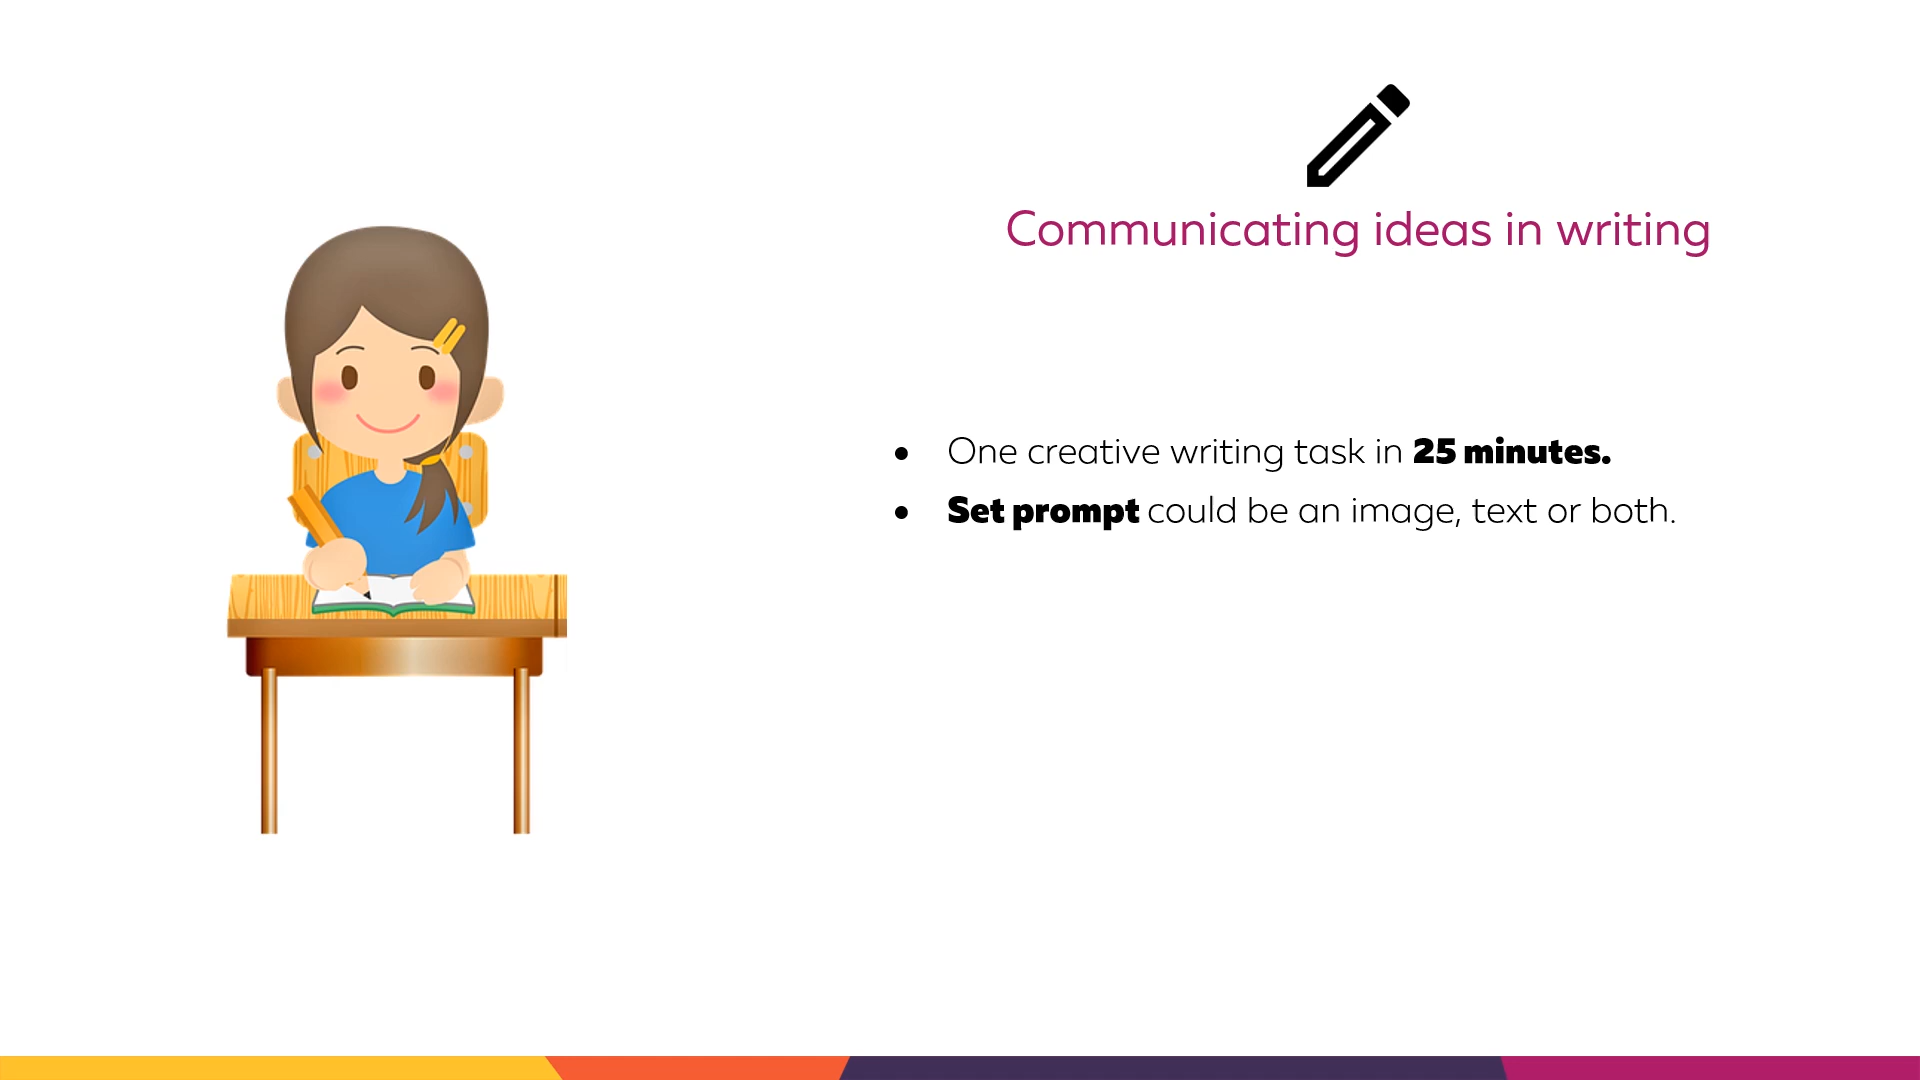 Communicating ideas in writing
• One creative writing task in 25 minutes.
• Set prompt could be an image, text or both.